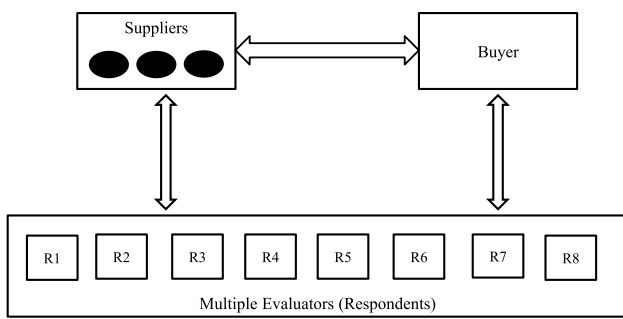 Suppliers
Buyer
R1 R2 R3 R4 R5 R6 R7 R8
Multiple Evaluators (Respondents)